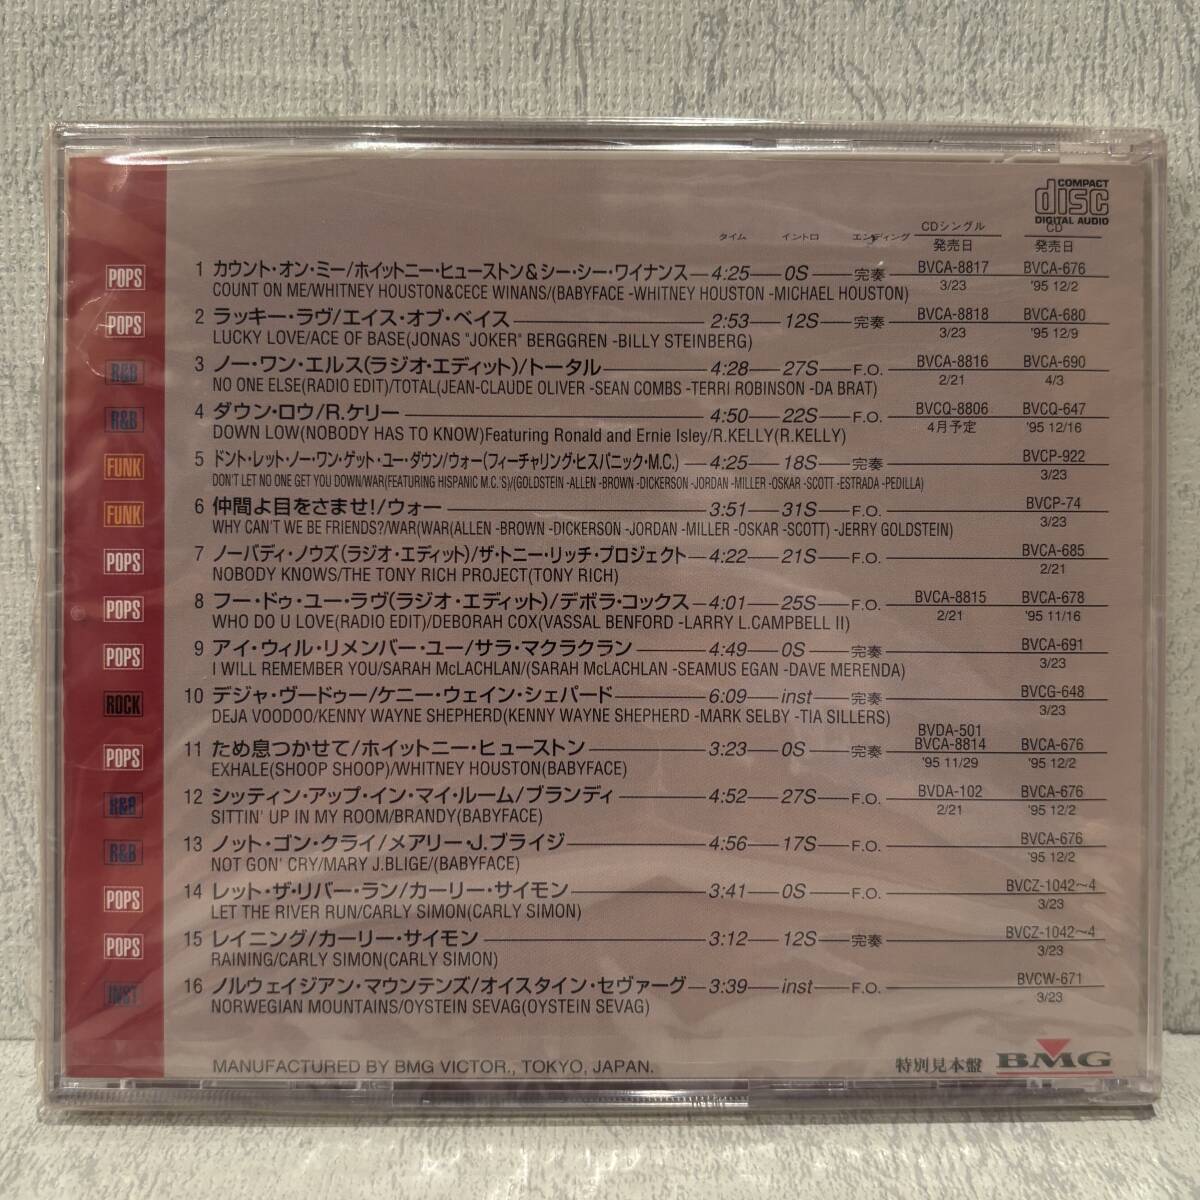 COMPACT
disc
DIGITAL AUDIO
タイム イントロ エンディング CDシングル発売日 CD発売日
POPS 1 カウント・オン・ミー/ホイットニー・ヒューストン&シー・シー・ワイナンス 4:25 0S 完奏 BVCA-8817 3/23 BVCA-676 '95 12/2
COUNT ON ME/WHITNEY HOUSTON&CECE WINANS/(BABYFACE -WHITNEY HOUSTON -MICHAEL HOUSTON)
POPS 2 ラッキー・ラヴ/エイス・オブ・ベイス 2:53 12S 完奏 BVCA-8818 3/23 BVCA-680 '95 12/9
LUCKY LOVE/ACE OF BASE(JONAS "JOKER" BERGGREN -BILLY STEINBERG)
R&B 3 ノー・ワン・エルス(ラジオ・エディット)/トータル 4:28 27S F.O. BVCA-8816 2/21 BVCA-690 4/3
NO ONE ELSE(RADIO EDIT)/TOTAL(JEAN-CLAUDE OLIVER -SEAN COMBS -TERRI ROBINSON -DA BRAT)
R&B 4 ダウン・ロウ/R.ケリー 4:50 22S F.O. BVCQ-8806 4月予定 BVCQ-647 '95 12/16
DOWN LOW(NOBODY HAS TO KNOW)Featuring Ronald and Ernie Isley/R.KELLY(R.KELLY)
FUNK 5 ドント・レット・ノー・ワン・ゲット・ユー・ダウン/ウォー(フィーチャリング・ヒスパニック・M.C.) 4:25 18S 完奏 BVCP-922 3/23
DON'T LET NO ONE GET YOU DOWN/WAR(FEATURING HISPANIC M.C.'S)/(GOLDSTEIN -ALLEN -BROWN -DICKERSON -JORDAN -MILLER -OSKAR -SCOTT -ESTRADA -PEDILLA)
FUNK 6 仲間よ目をさませ!/ウォー 3:51 31S F.O. BVCP-74 3/23
WHY CAN'T WE BE FRIENDS?/WAR(WAR(ALLEN -BROWN -DICKERSON -JORDAN -MILLER -OSKAR -SCOTT) -JERRY GOLDSTEIN)
POPS 7 ノーバディ・ノウズ(ラジオ・エディット)/ザ・トニー・リッチ・プロジェクト 4:22 21S F.O. BVCA-685 2/21
NOBODY KNOWS/THE TONY RICH PROJECT(TONY RICH)
POPS 8 フー・ドゥ・ユー・ラヴ(ラジオ・エディット)/デボラ・コックス 4:01 25S F.O. BVCA-8815 2/21 BVCA-678 '95 11/16
WHO DO U LOVE(RADIO EDIT)/DEBORAH COX(VASSAL BENFORD -LARRY L.CAMPBELL II)
POPS 9 アイ・ウィル・リメンバー・ユー/サラ・マクラクラン 4:49 0S 完奏 BVCA-691 3/23
I WILL REMEMBER YOU/SARAH McLACHLAN/(SARAH McLACHLAN -SEAMUS EGAN -DAVE MERENDA)
ROCK 10 デジャ・ヴードゥー/ケニー・ウェイン・シェパード 6:09 inst 完奏 BVCG-648 3/23
DEJA VOODOO/KENNY WAYNE SHEPHERD(KENNY WAYNE SHEPHERD -MARK SELBY -TIA SILLERS)
POPS 11 ため息つかせて/ホイットニー・ヒューストン 3:23 0S 完奏 BVDA-501 BVCA-8814 '95 11/29 BVCA-676 '95 12/2
EXHALE(SHOOP SHOOP)/WHITNEY HOUSTON(BABYFACE)
R&B 12 シッティン・アップ・イン・マイ・ルーム/ブランディ 4:52 27S F.O. BVDA-102 2/21 BVCA-676 '95 12/2
SITTIN' UP IN MY ROOM/BRANDY(BABYFACE)
R&B 13 ノット・ゴン・クライ/メアリー・J.ブライジ 4:56 17S F.O. BVCA-676 '95 12/2
NOT GON' CRY/MARY J.BLIGE/(BABYFACE)
POPS 14 レット・ザ・リバー・ラン/カーリー・サイモン 3:41 0S F.O. BVCZ-1042〜4 3/23
LET THE RIVER RUN/CARLY SIMON(CARLY SIMON)
POPS 15 レイニング/カーリー・サイモン 3:12 12S 完奏 BVCZ-1042〜4 3/23
RAINING/CARLY SIMON(CARLY SIMON)
INST 16 ノルウェイジアン・マウンテンズ/オイスタイン・セヴァーグ 3:39 inst F.O. BVCW-671 3/23
NORWEGIAN MOUNTAINS/OYSTEIN SEVAG(OYSTEIN SEVAG)
MANUFACTURED BY BMG VICTOR., TOKYO, JAPAN. 特別見本盤 BMG